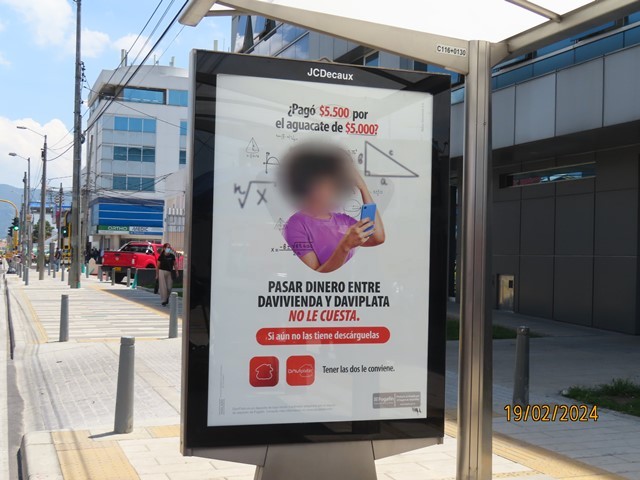 C116+0130
JCDecaux
¿Pagó $5.500 por
el aguacate de $5.000?
c
a
n√x
PASAR DINERO ENTRE
DAVIVIENDA Y DAVIPLATA
NO LE CUESTA.
Si aún no las tiene descárguelas
Tener las dos le conviene.
19/02/2024